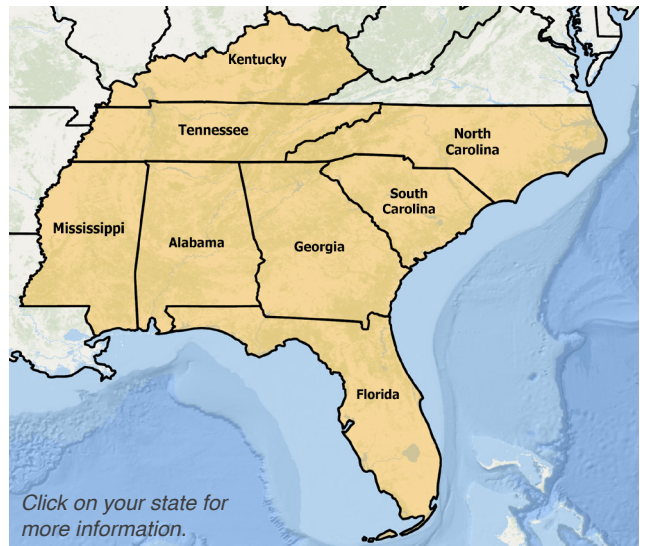 Kentucky
Tennessee
North
Carolina
South
Carolina
Mississippi
Alabama
Georgia
Florida
Click on your state for
more information.